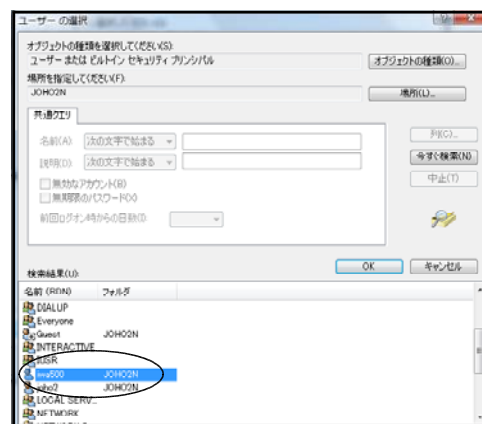 ユーザー の選択
オブジェクトの種類を選択してください(S):
ユーザー または ビルトイン セキュリティ プリンシパル
オブジェクトの種類(O)...
場所を指定してください(F):
JOHO2N
場所(L)...
共通クエリ
名前(A):
次の文字で始まる
説明(D):
次の文字で始まる
無効なアカウント(B)
無期限のパスワード(X)
前回ログオン時からの日数(I):
列(C)...
今すぐ検索(N)
中止(T)
OK
キャンセル
検索結果(U):
名前 (RDN) フォルダ
DIALUP
Everyone
Guest JOHO2N
INTERACTIVE
IUSR
JOHO2N
joho2 JOHO2N
LOCAL SERV...
NETWORK